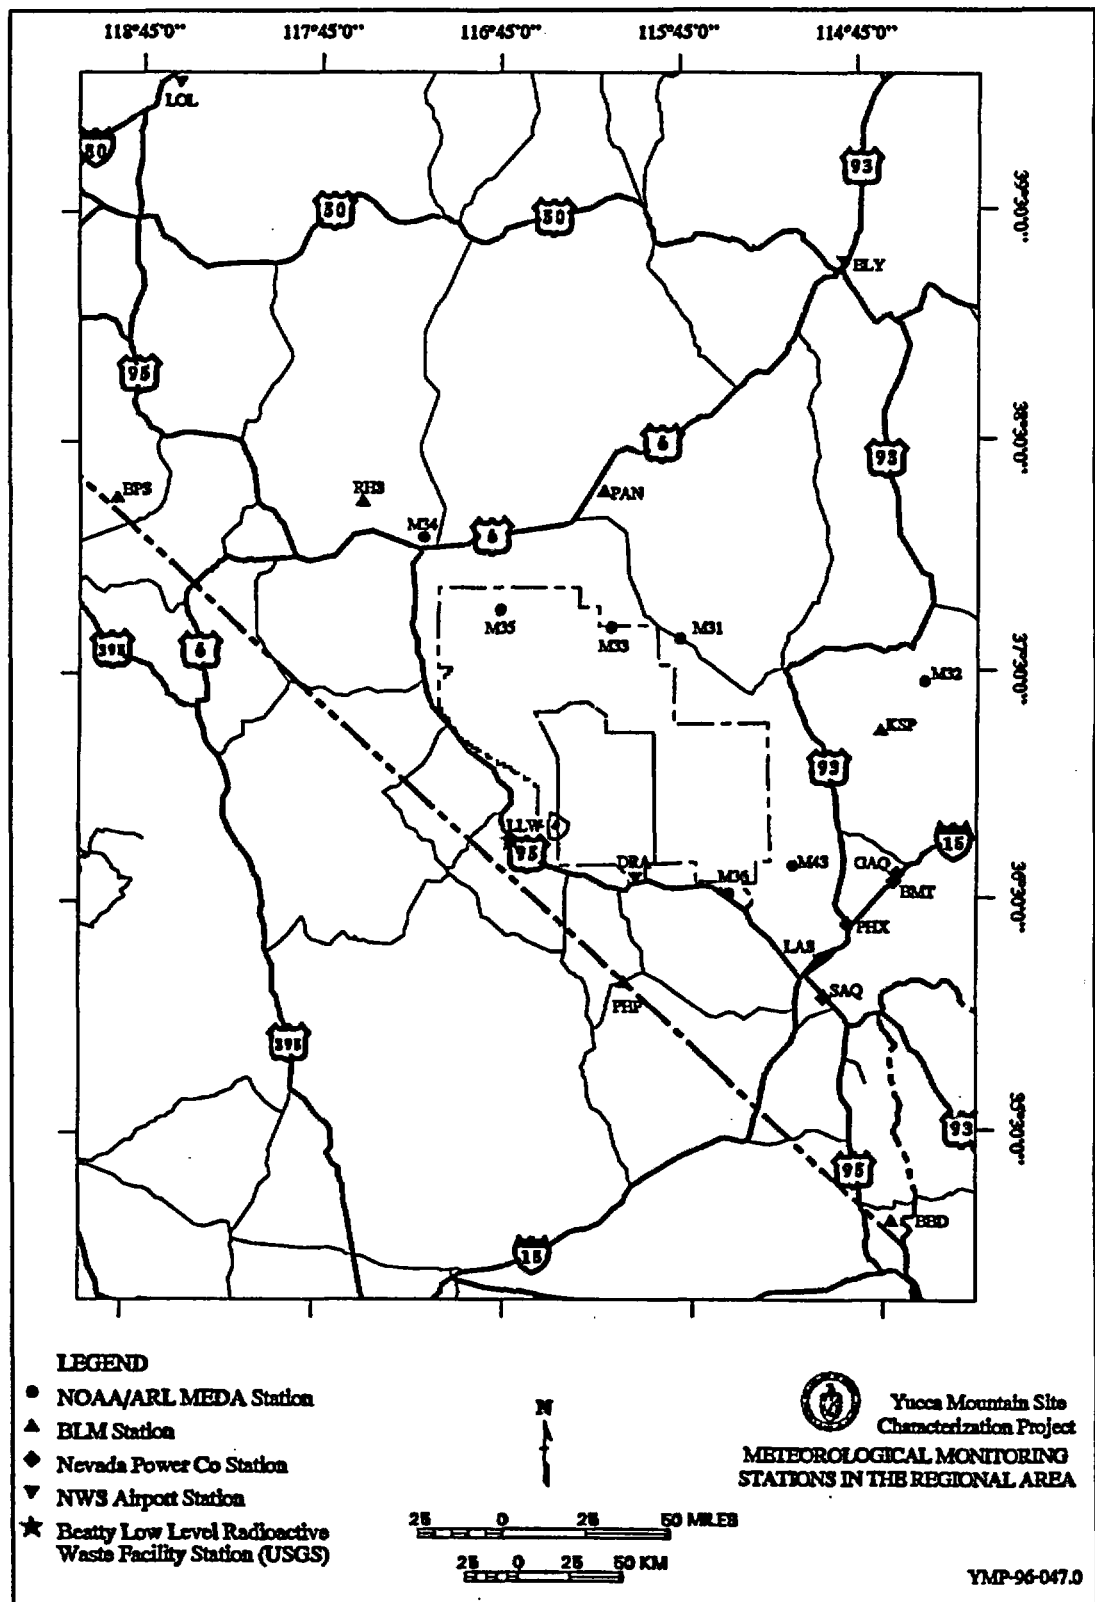 118°45'0" 117°45'0" 116°45'0" 115°45'0" 114°45'0"
LOL
80
93
39°30'0"
50
50
ELY
95
38°30'0"
6
93
BPS
RHS
PAN
M34
6
M35
M33
M31
395
6
37°30'0"
M32
KSP
93
LLW
95
15
DRA
M43
GAQ
M36
BMT
36°30'0"
PHX
LAS
SAQ
PHP
395
35°30'0"
93
95
BBD
15
LEGEND
NOAA/ARL MEDA Station
BLM Station
Nevada Power Co Station
NWS Airport Station
Beatty Low Level Radioactive
Waste Facility Station (USGS)
N
25 0 25 50 MILES
25 0 25 50 KM
Yucca Mountain Site
Characterization Project
METEOROLOGICAL MONITORING
STATIONS IN THE REGIONAL AREA
YMP-96-047.0